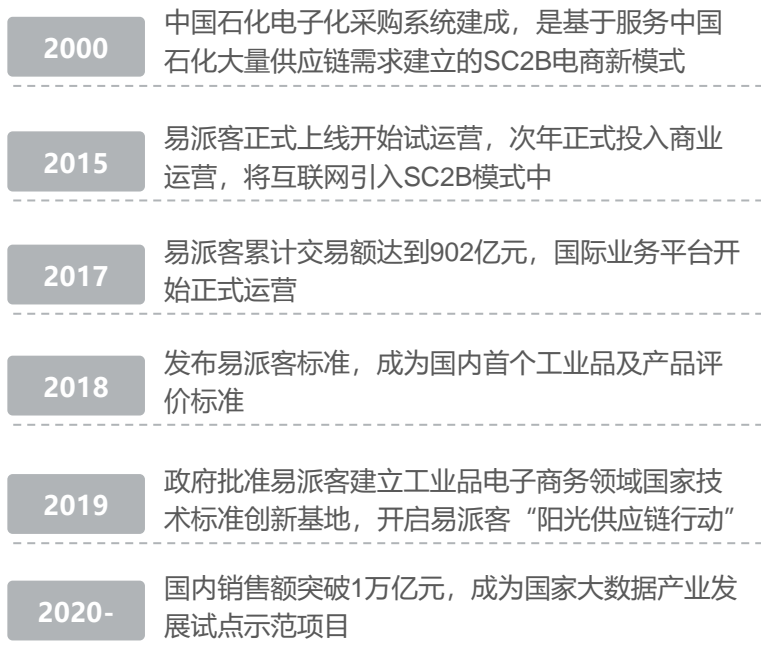 2000
中国石化电子化采购系统建成，是基于服务中国
石化大量供应链需求建立的SC2B电商新模式
2015
易派客正式上线开始试运营，次年正式投入商业
运营，将互联网引入SC2B模式中
2017
易派客累计交易额达到902亿元，国际业务平台开
始正式运营
2018
发布易派客标准，成为国内首个工业品及产品评
价标准
2019
政府批准易派客建立工业品电子商务领域国家技
术标准创新基地，开启易派客“阳光供应链行动”
2020-
国内销售额突破1万亿元，成为国家大数据产业发
展试点示范项目